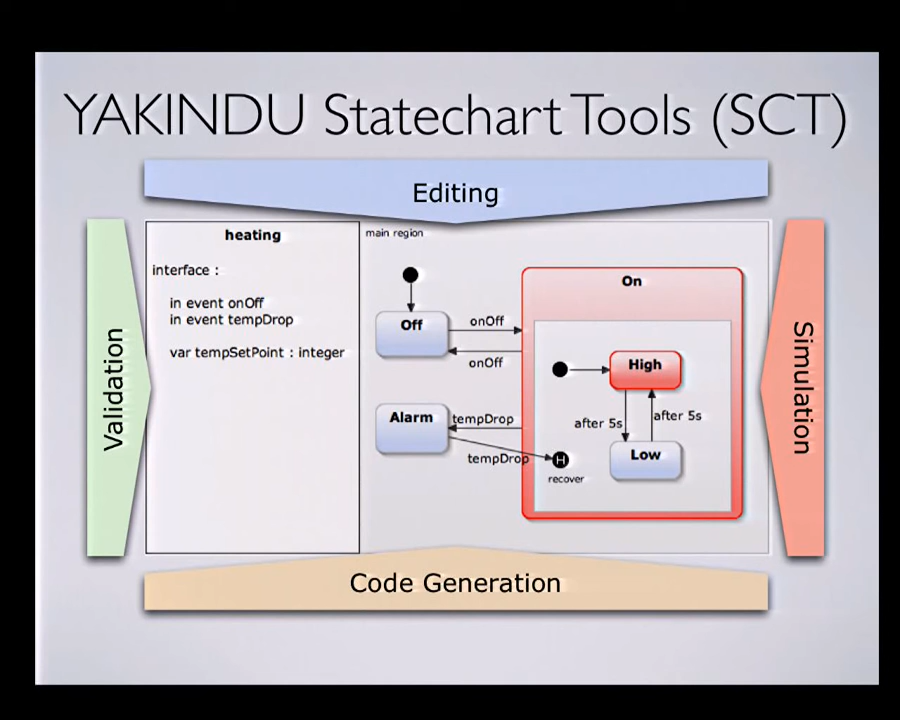 YAKINDU Statechart Tools (SCT)
Editing
heating
interface :
in event onOff
in event tempDrop
var tempSetPoint : integer
main region
On
Off
onOff
onOff
High
Alarm
tempDrop
after 5s
after 5s
tempDrop
H
Low
recover
Validation
Simulation
Code Generation